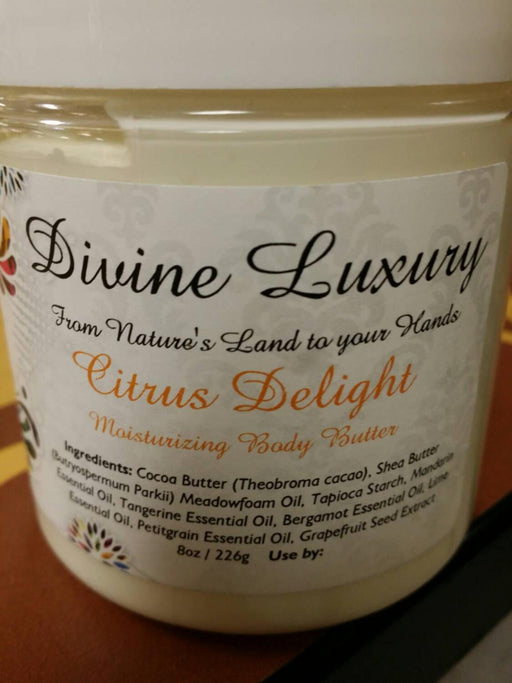 Divine Luxury
From Nature's Land to your Hands
Citrus Delight
Moisturizing Body Butter
Ingredients: Cocoa Butter (Theobroma cacao), Shea Butter
(Butryospermum Parkii) Meadowfoam Oil, Tapioca Starch, Mandarin
Essential Oil, Tangerine Essential Oil, Bergamot Essential Oil, Lime
Essential Oil, Petitgrain Essential Oil, Grapefruit Seed Extract
8oz / 226g Use by: